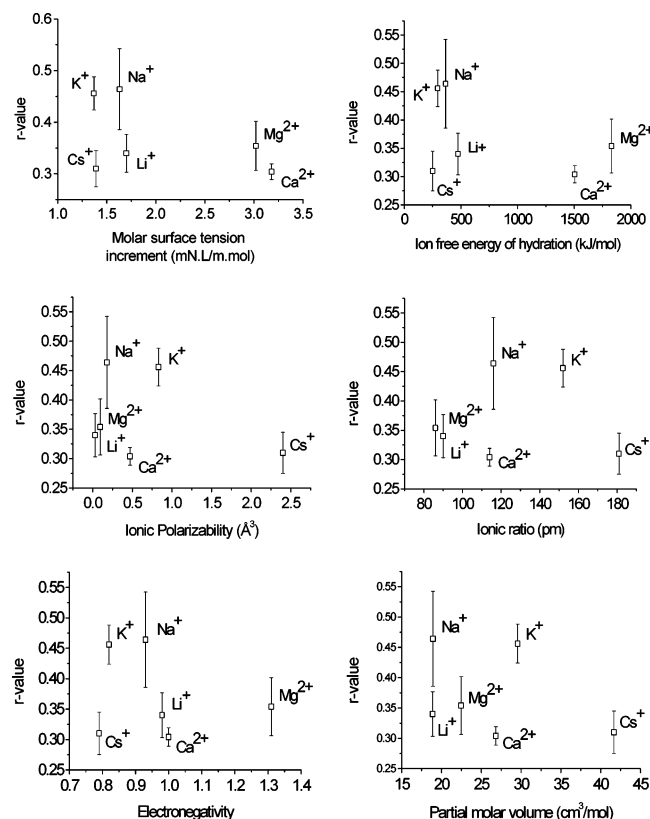 0.6
0.5
0.4
0.3
r-value
K+
Na+
Cs+
Li+
Mg2+
Ca2+
1.0 1.5 2.0 2.5 3.0 3.5
Molar surface tension
increment (mN.L/m.mol)
0.55
0.50
0.45
0.40
0.35
0.30
0.25
r-value
K+
Na+
Li+
Cs+
Mg2+
Ca2+
0 500 1000 1500 2000
Ion free energy of hydration (kJ/mol)
0.55
0.50
0.45
0.40
0.35
0.30
0.25
r-value
Na+
K+
Mg2+
Li+
Ca2+
Cs+
0.0 0.5 1.0 1.5 2.0 2.5
Ionic Polarizability (Å3)
0.55
0.50
0.45
0.40
0.35
0.30
0.25
r-value
Na+
K+
Mg2+
Li+
Ca2+
Cs+
80 100 120 140 160 180
Ionic ratio (pm)
0.55
0.50
0.45
0.40
0.35
0.30
0.25
r-value
K+
Na+
Li+
Mg2+
Cs+
Ca2+
0.7 0.8 0.9 1.0 1.1 1.2 1.3 1.4
Electronegativity
0.55
0.50
0.45
0.40
0.35
0.30
0.25
r-value
Na+
K+
Mg2+
Li+
Ca2+
Cs+
15 20 25 30 35 40 45
Partial molar volume (cm3/mol)